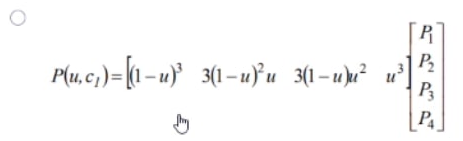 P(u,c₁)=[(1−u)³ 3(1−u)²u 3(1−u)u² u³][P₁ P₂ P₃ P₄]